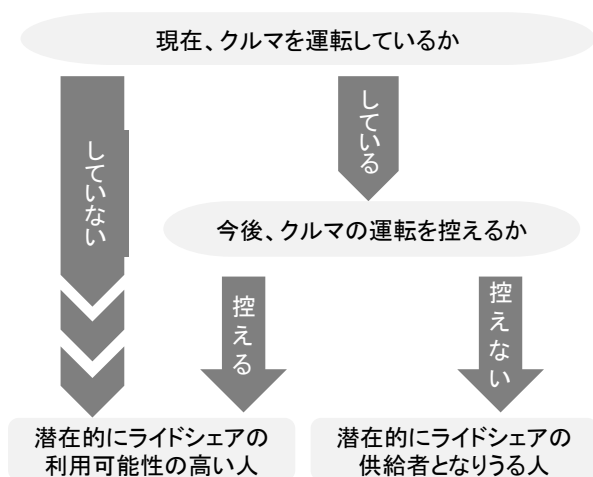 現在、クルマを運転しているか
していない
している
今後、クルマの運転を控えるか
控える
控えない
潜在的にライドシェアの
利用可能性の高い人
潜在的にライドシェアの
供給者となりうる人